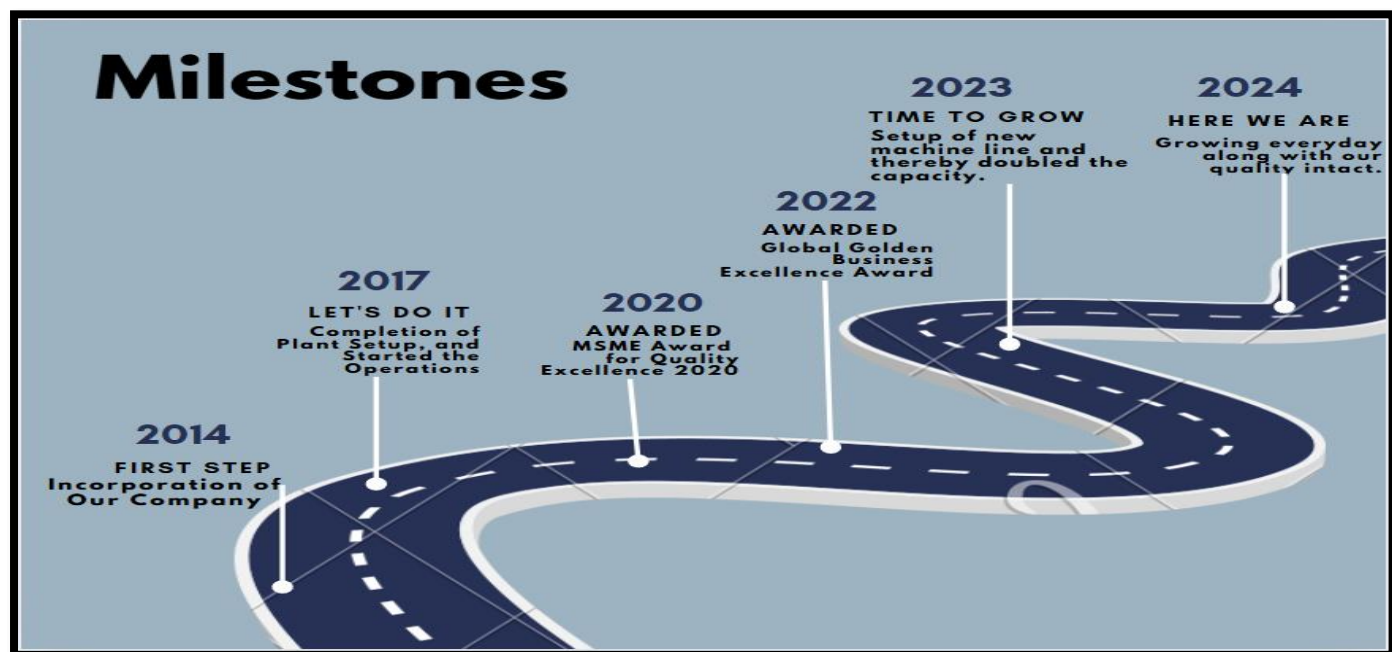 Milestones
2014
FIRST STEP
Incorporation of
Our Company
2017
LET'S DO IT
Completion of
Plant Setup, and
Started the
Operations
2020
AWARDED
MSME Award
for Quality
Excellence 2020
2022
AWARDED
Global Golden
Business
Excellence Award
2023
TIME TO GROW
Setup of new
machine line and
thereby doubled the
capacity.
2024
HERE WE ARE
Growing everyday
along with our
quality intact.